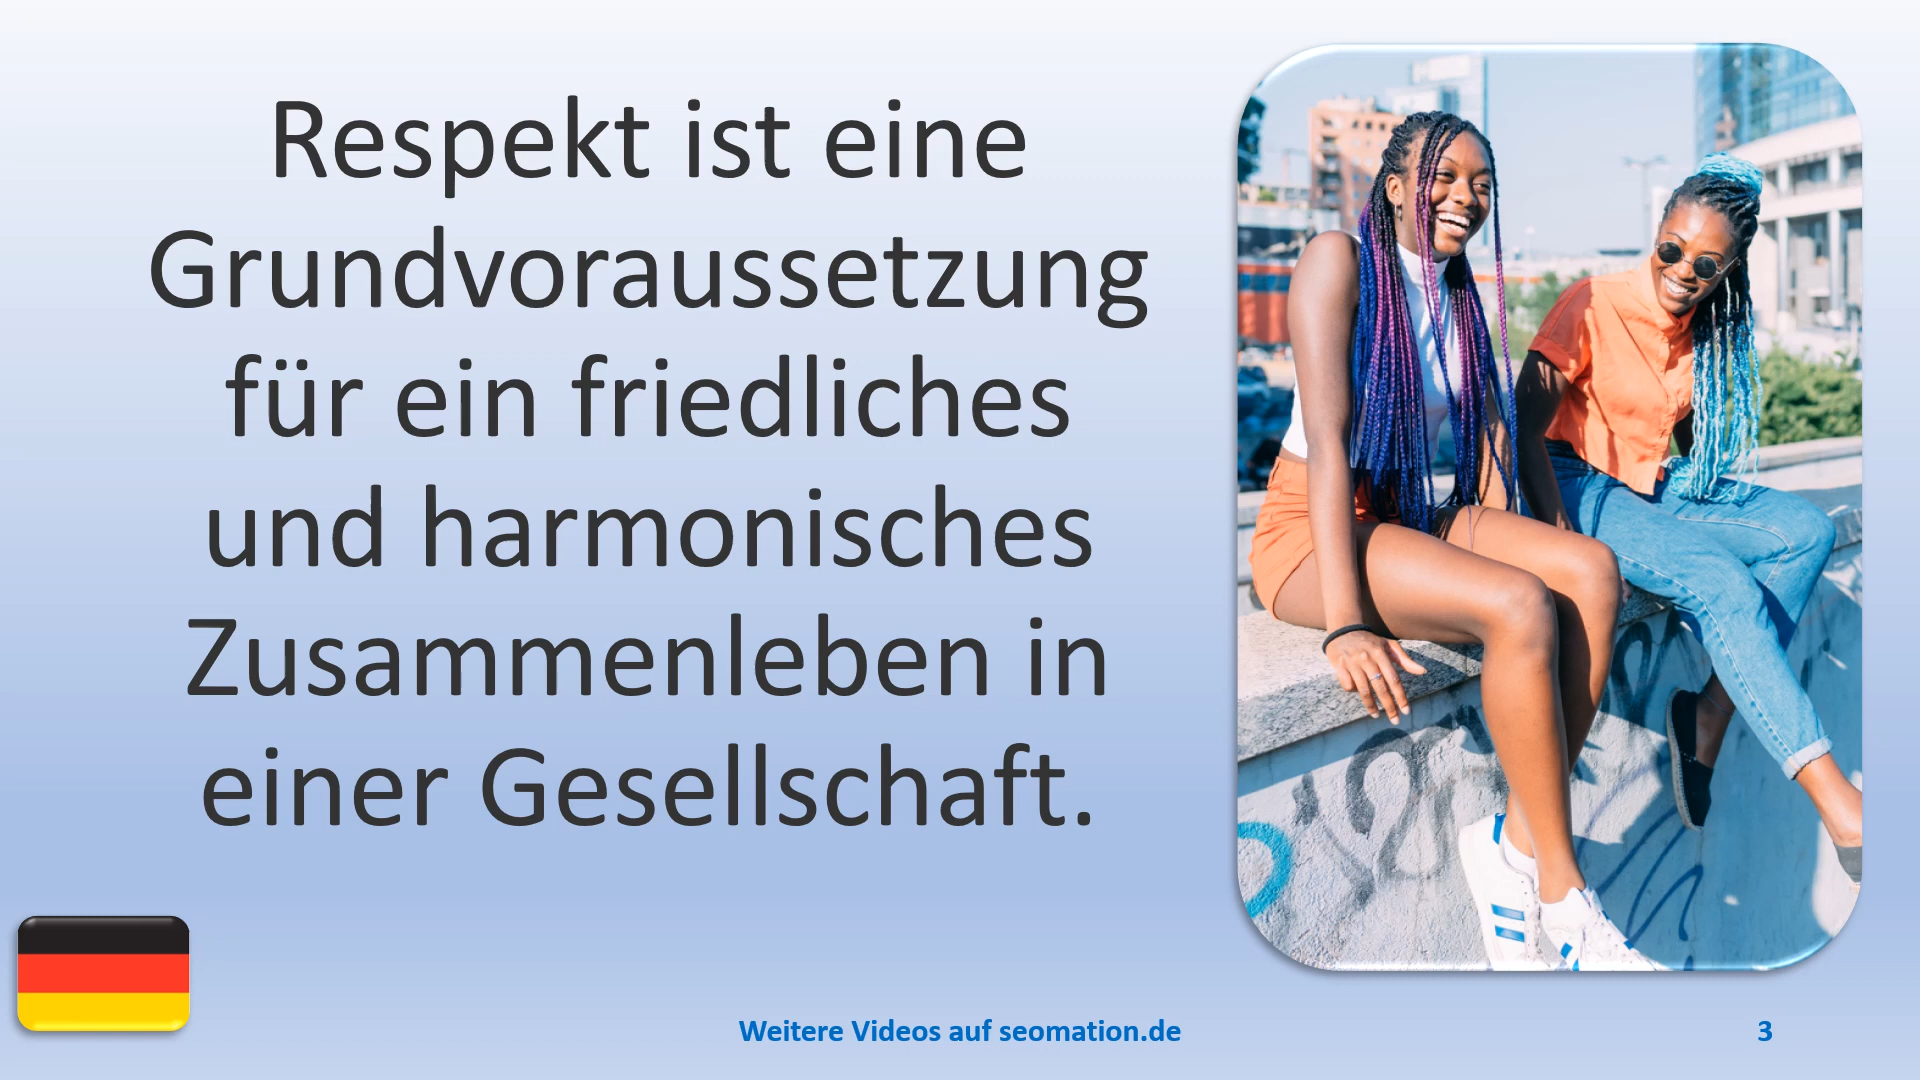 Respekt ist eine
Grundvoraussetzung
für ein friedliches
und harmonisches
Zusammenleben in
einer Gesellschaft.
Weitere Videos auf seomation.de
3